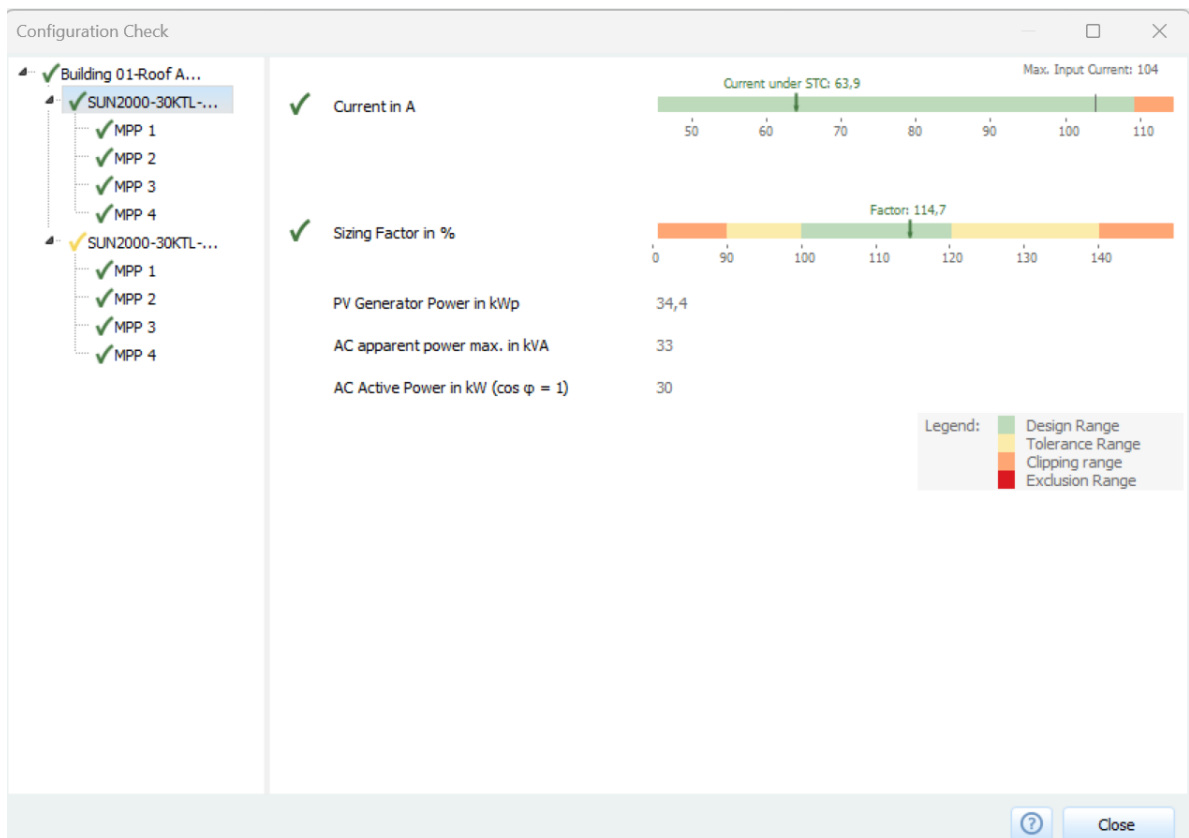 Configuration Check
Building 01-Roof A...
SUN2000-30KTL-...
MPP 1
MPP 2
MPP 3
MPP 4
SUN2000-30KTL-...
MPP 1
MPP 2
MPP 3
MPP 4
Max. Input Current: 104
Current under STC: 63,9
Current in A
50 60 70 80 90 100 110
Factor: 114,7
Sizing Factor in %
0 90 100 110 120 130 140
PV Generator Power in kWp 34,4
AC apparent power max. in kVA 33
AC Active Power in kW (cos φ = 1) 30
Legend: Design Range
Tolerance Range
Clipping range
Exclusion Range
? Close